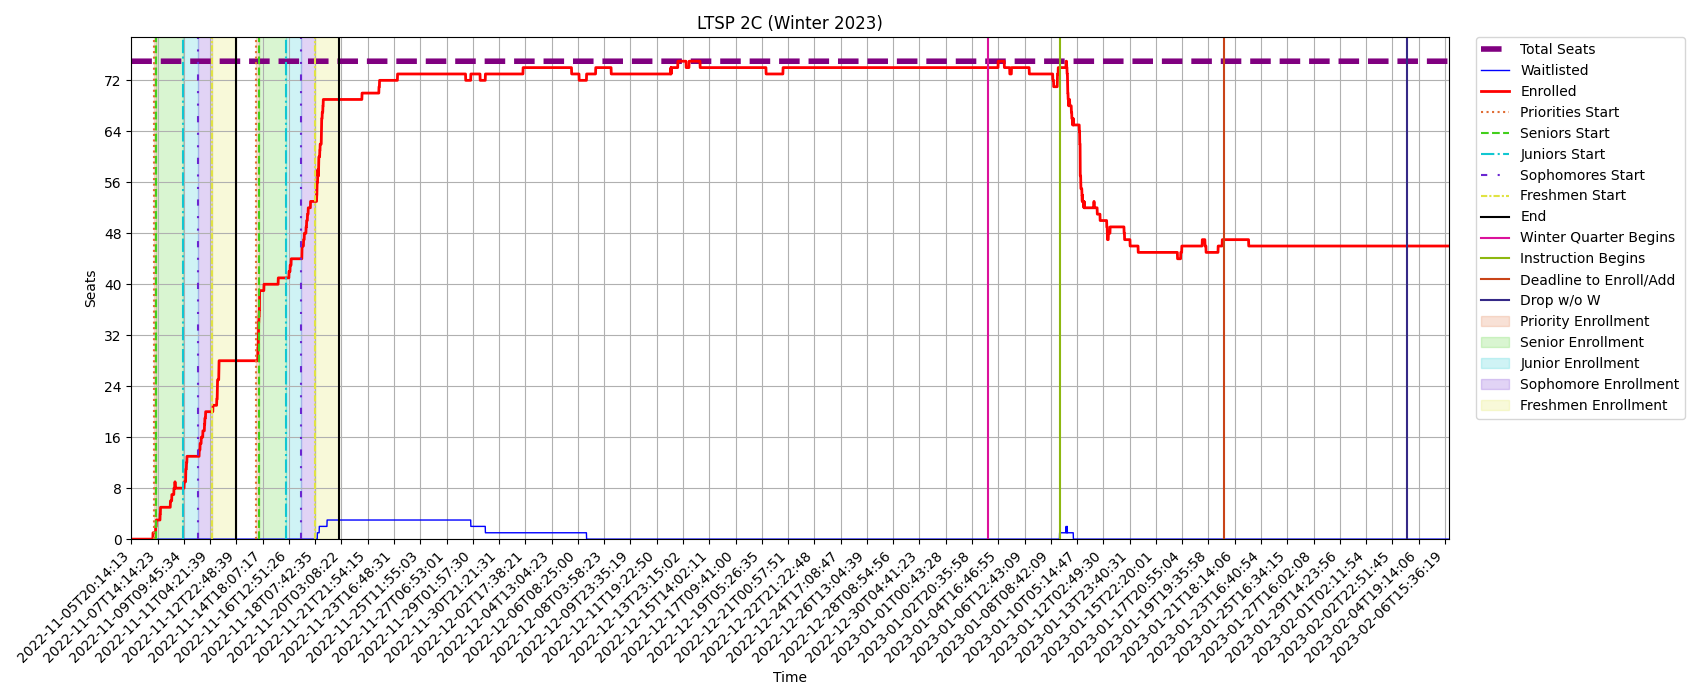 LTSP 2C (Winter 2023)
Seats
72
64
56
48
40
32
24
16
8
0
2022-11-05T20:14:13
2022-11-07T14:14:23
2022-11-09T09:45:34
2022-11-11T04:21:39
2022-11-12T22:48:39
2022-11-14T18:07:17
2022-11-16T12:51:26
2022-11-18T07:42:35
2022-11-20T03:08:22
2022-11-21T21:54:15
2022-11-23T16:48:31
2022-11-25T11:55:03
2022-11-27T06:53:01
2022-11-29T01:57:30
2022-11-30T21:21:31
2022-12-02T17:38:21
2022-12-04T13:04:23
2022-12-06T08:25:00
2022-12-08T03:58:23
2022-12-09T23:35:19
2022-12-11T19:22:50
2022-12-13T23:15:02
2022-12-15T14:02:11
2022-12-17T09:41:00
2022-12-19T05:26:35
2022-12-21T00:57:51
2022-12-22T21:22:48
2022-12-24T17:08:47
2022-12-26T13:04:39
2022-12-28T08:54:56
2022-12-30T04:41:23
2023-01-01T00:43:28
2023-01-02T20:35:58
2023-01-04T16:46:55
2023-01-06T12:43:09
2023-01-08T08:42:09
2023-01-10T05:14:47
2023-01-12T02:49:30
2023-01-13T23:40:31
2023-01-15T22:20:01
2023-01-17T20:55:04
2023-01-19T19:35:58
2023-01-21T18:14:06
2023-01-23T16:40:54
2023-01-25T16:34:15
2023-01-27T16:02:08
2023-01-29T14:23:56
2023-02-01T02:11:54
2023-02-02T22:51:45
2023-02-04T19:14:06
2023-02-06T15:36:19
Time
Total Seats
Waitlisted
Enrolled
Priorities Start
Seniors Start
Juniors Start
Sophomores Start
Freshmen Start
End
Winter Quarter Begins
Instruction Begins
Deadline to Enroll/Add
Drop w/o W
Priority Enrollment
Senior Enrollment
Junior Enrollment
Sophomore Enrollment
Freshmen Enrollment